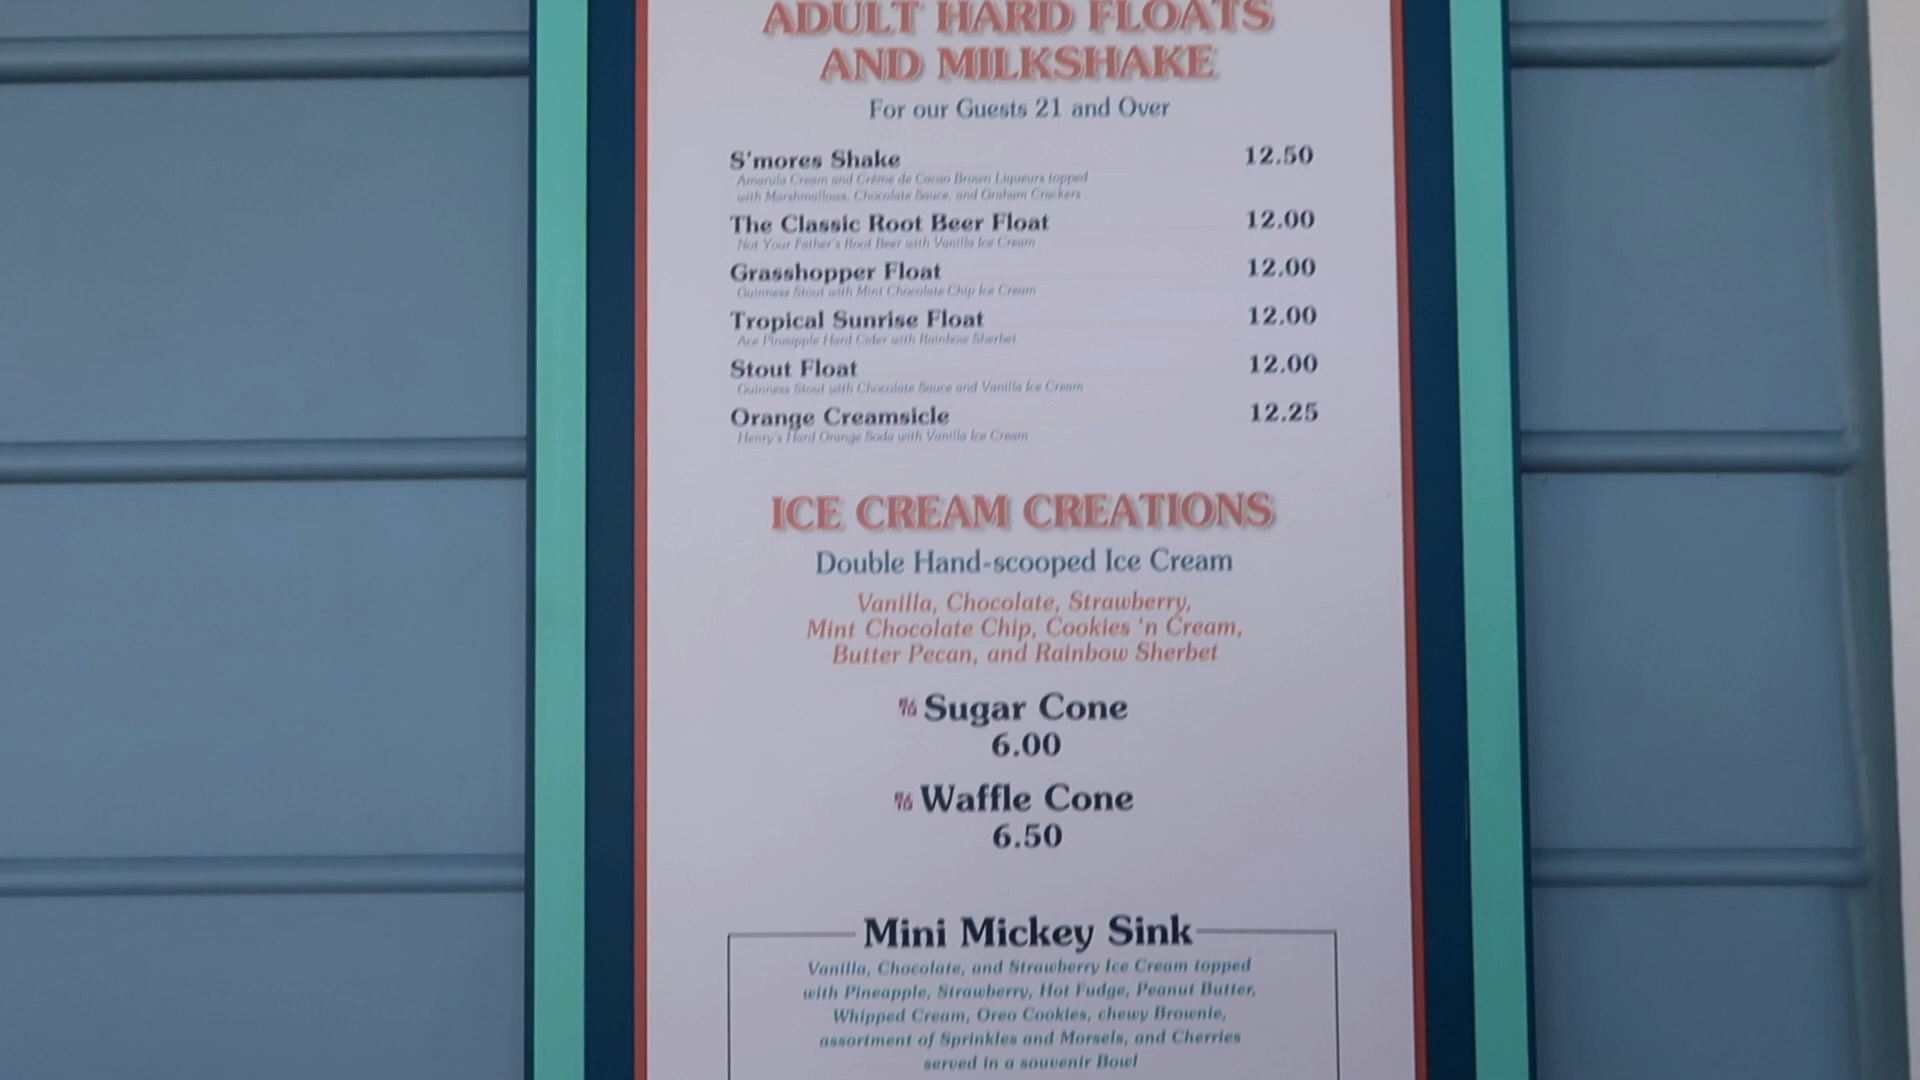 ADULT HARD FLOATS
AND MILKSHAKE
For our Guests 21 and Over
S'mores Shake 12.50
Amarula Cream and Crème de Cacao Brown Liqueurs topped
with Marshmallows, Chocolate Sauce, and Graham Crackers
The Classic Root Beer Float 12.00
Not Your Father's Root Beer with Vanilla Ice Cream
Grasshopper Float 12.00
Guinness Stout with Mint Chocolate Chip Ice Cream
Tropical Sunrise Float 12.00
Ace Pineapple Hard Cider with Rainbow Sherbet
Stout Float 12.00
Guinness Stout with Chocolate Sauce and Vanilla Ice Cream
Orange Creamsicle 12.25
Henry's Hard Orange Soda with Vanilla Ice Cream
ICE CREAM CREATIONS
Double Hand-scooped Ice Cream
Vanilla, Chocolate, Strawberry,
Mint Chocolate Chip, Cookies 'n Cream,
Butter Pecan, and Rainbow Sherbet
Sugar Cone
6.00
Waffle Cone
6.50
Mini Mickey Sink
Vanilla, Chocolate, and Strawberry Ice Cream topped
with Pineapple, Strawberry, Hot Fudge, Peanut Butter,
Whipped Cream, Oreo Cookies, chewy Brownie,
assortment of Sprinkles and Morsels, and Cherries
served in a souvenir Bowl